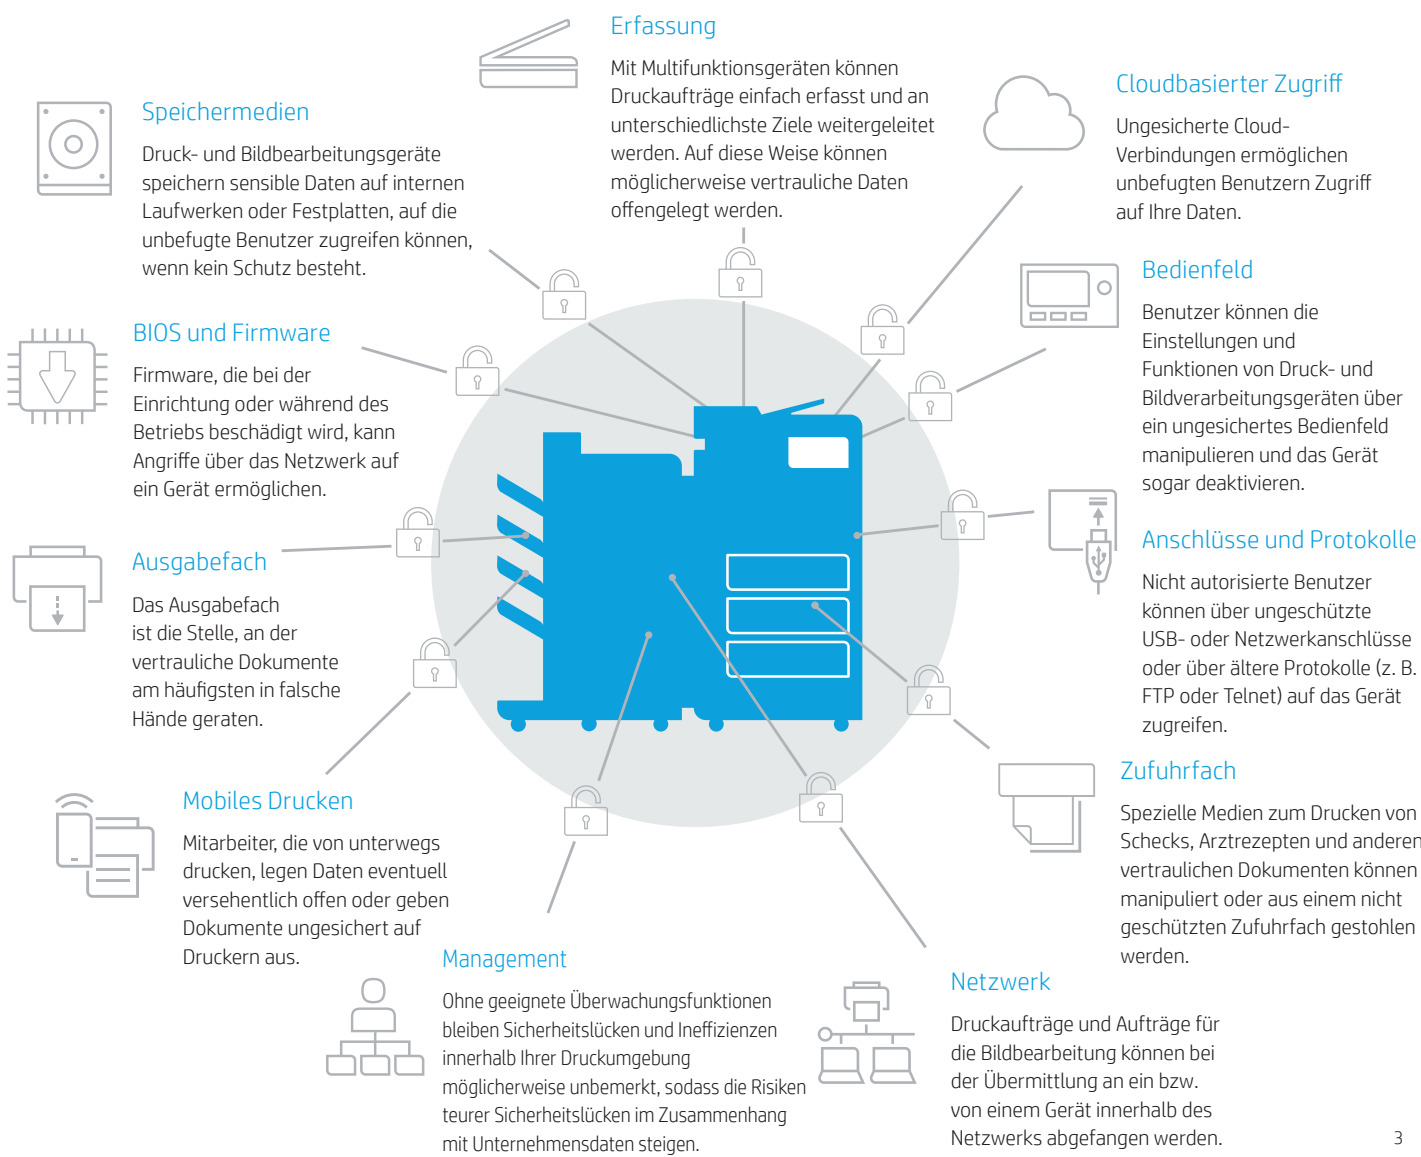 Erfassung
Mit Multifunktionsgeräten können
Druckaufträge einfach erfasst und an
unterschiedlichste Ziele weitergeleitet
werden. Auf diese Weise können
möglicherweise vertrauliche Daten
offengelegt werden.
Cloudbasierter Zugriff
Ungesicherte Cloud-
Verbindungen ermöglichen
unbefugten Benutzern Zugriff
auf Ihre Daten.
Speichermedien
Druck- und Bildbearbeitungsgeräte
speichern sensible Daten auf internen
Laufwerken oder Festplatten, auf die
unbefugte Benutzer zugreifen können,
wenn kein Schutz besteht.
Bedienfeld
Benutzer können die
Einstellungen und
Funktionen von Druck- und
Bildverarbeitungsgeräten über
ein ungesichertes Bedienfeld
manipulieren und das Gerät
sogar deaktivieren.
BIOS und Firmware
Firmware, die bei der
Einrichtung oder während des
Betriebs beschädigt wird, kann
Angriffe über das Netzwerk auf
ein Gerät ermöglichen.
Anschlüsse und Protokolle
Nicht autorisierte Benutzer
können über ungeschützte
USB- oder Netzwerkanschlüsse
oder über ältere Protokolle (z. B.
FTP oder Telnet) auf das Gerät
zugreifen.
Ausgabefach
Das Ausgabefach
ist die Stelle, an der
vertrauliche Dokumente
am häufigsten in falsche
Hände geraten.
Zufuhrfach
Spezielle Medien zum Drucken von
Schecks, Arztrezepten und anderen
vertraulichen Dokumenten können
manipuliert oder aus einem nicht
geschützten Zufuhrfach gestohlen
werden.
Mobiles Drucken
Mitarbeiter, die von unterwegs
drucken, legen Daten eventuell
versehentlich offen oder geben
Dokumente ungesichert auf
Druckern aus.
Management
Ohne geeignete Überwachungsfunktionen
bleiben Sicherheitslücken und Ineffizienzen
innerhalb Ihrer Druckumgebung
möglicherweise unbemerkt, sodass die Risiken
teurer Sicherheitslücken im Zusammenhang
mit Unternehmensdaten steigen.
Netzwerk
Druckaufträge und Aufträge für
die Bildbearbeitung können bei
der Übermittlung an ein bzw.
von einem Gerät innerhalb des
Netzwerks abgefangen werden.
3